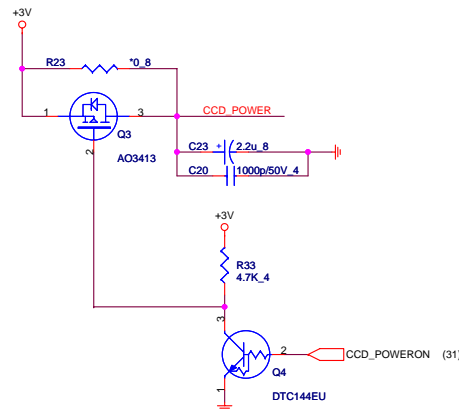 +3V
R23 *0_8
1 3 CCD_POWER
Q3
2
AO3413
C23 + 2.2u_8
C20 1000p/50V_4
+3V
R33
4.7K_4
3
2 CCD_POWERON (31)
Q4
1
DTC144EU